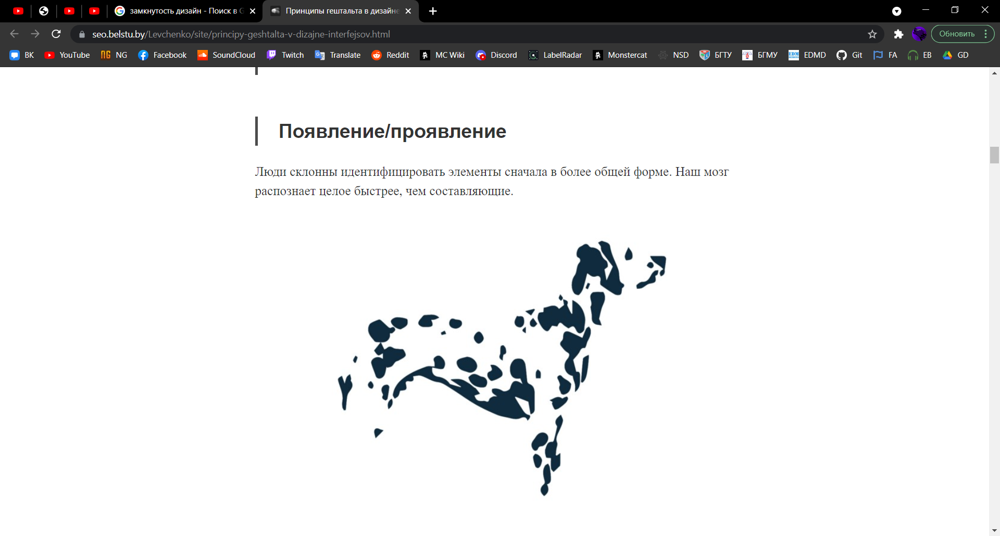 замкнутость дизайн - Поиск в G
Принципы гештальта в дизайне
seo.belstu.by/Levchenko/site/principy-geshtalta-v-dizajne-interfejsov.html
Обновить
ВК YouTube NG Facebook SoundCloud Twitch Translate Reddit MC Wiki Discord LabelRadar Monstercat NSD БГТУ БГМУ EDMD Git FA EB GD
Появление/проявление
Люди склонны идентифицировать элементы сначала в более общей форме. Наш мозг
распознает целое быстрее, чем составляющие.